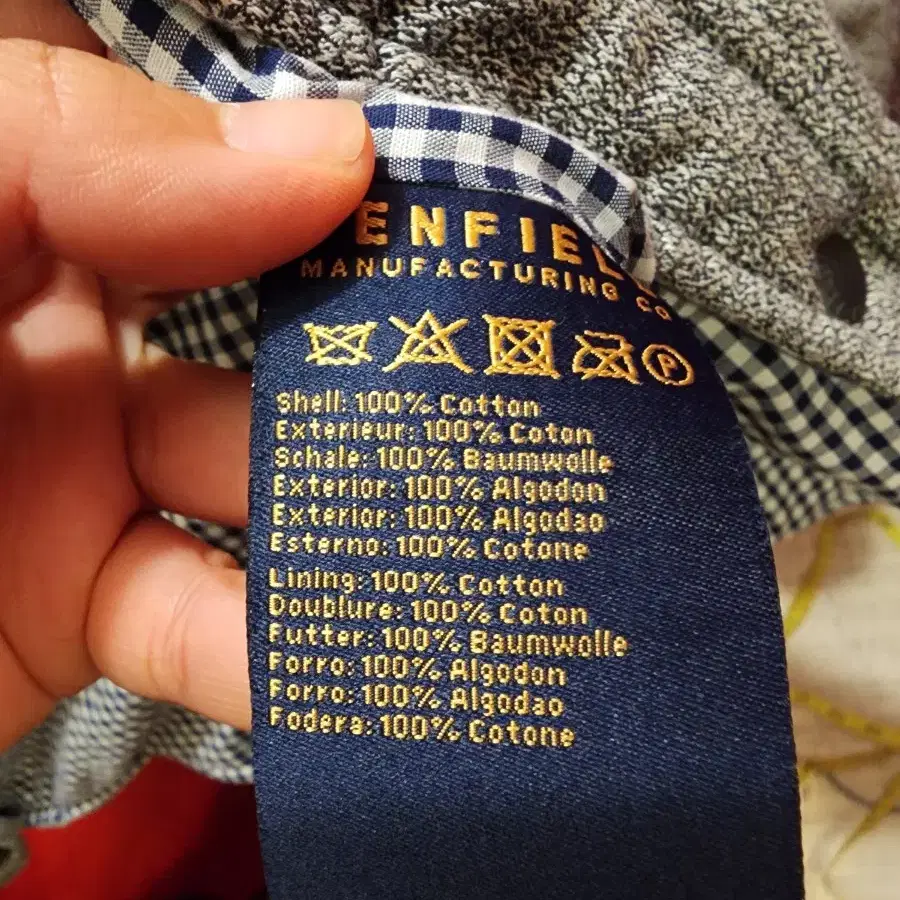 ENFIEL
MANUFACTURING CO
P
Shell: 100% Cotton
Exterieur: 100% Coton
Schale: 100% Baumwolle
Exterior: 100% Algodon
Exterior: 100% Algodao
Esterno: 100% Cotone
Lining: 100% Cotton
Doublure: 100% Coton
Futter: 100% Baumwolle
Forro: 100% Algodon
Forro: 100% Algodao
Fodera: 100% Cotone